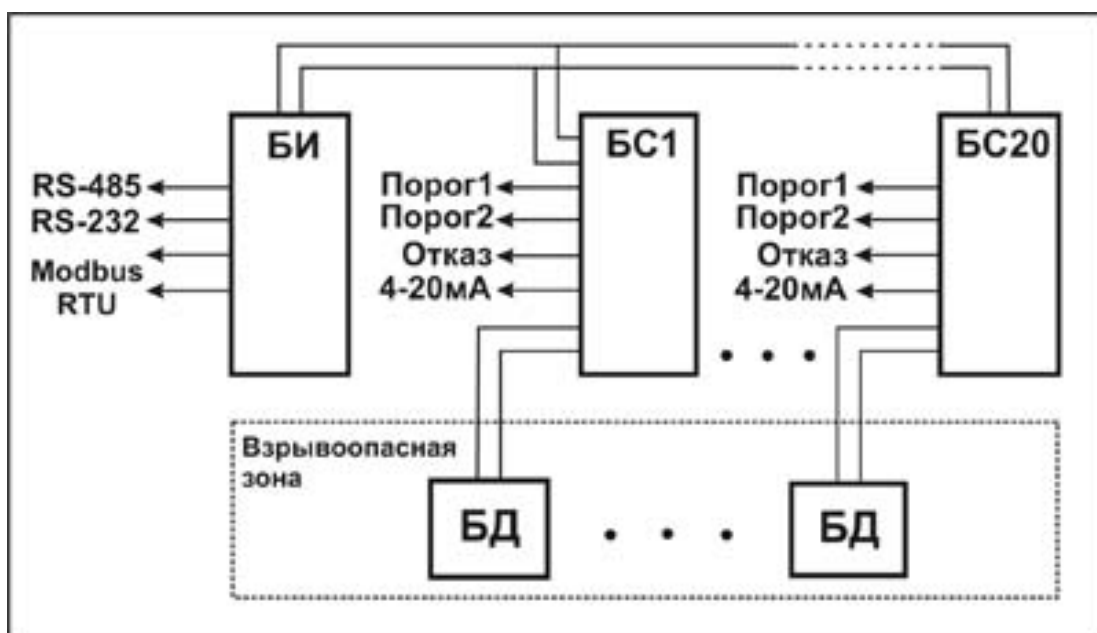 БИ
БС1
БС20
RS-485
RS-232
Modbus
RTU
Порог1
Порог2
Отказ
4-20мА
Порог1
Порог2
Отказ
4-20мА
Взрывоопасная
зона
БД
БД